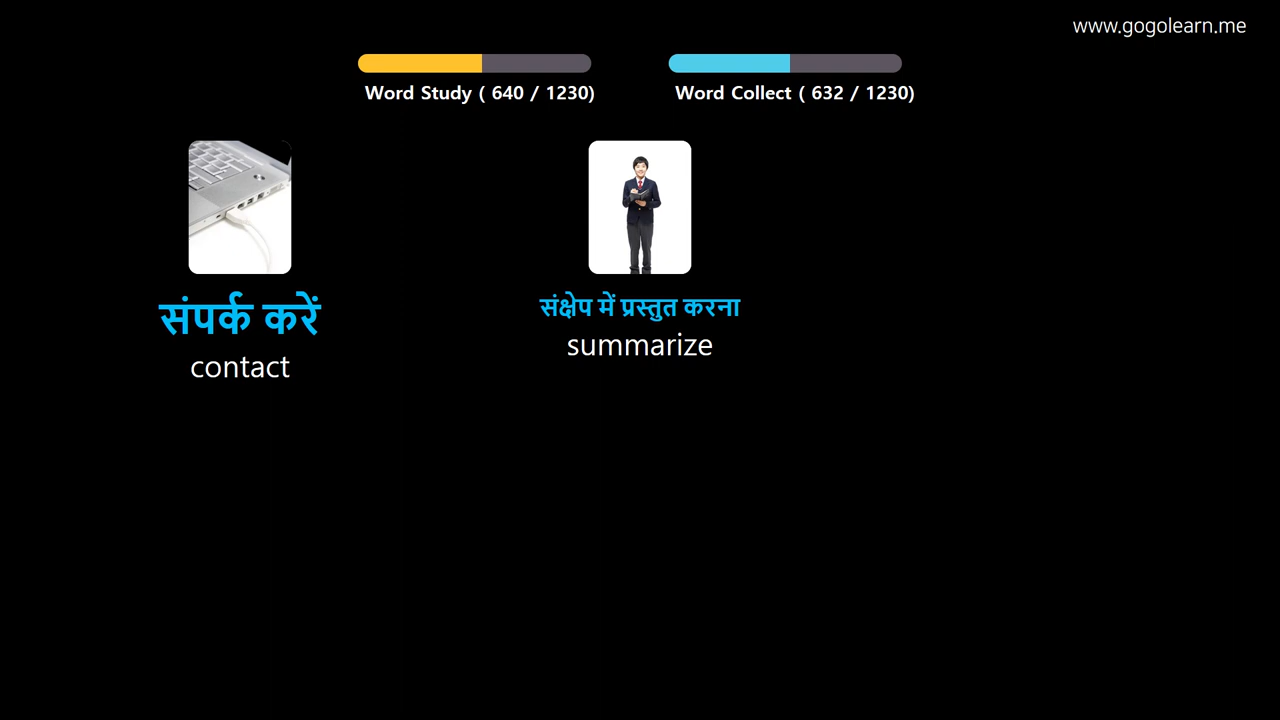 www.gogolearn.me
Word Study ( 640 / 1230)
Word Collect ( 632 / 1230)
संपर्क करें
contact
संक्षेप में प्रस्तुत करना
summarize